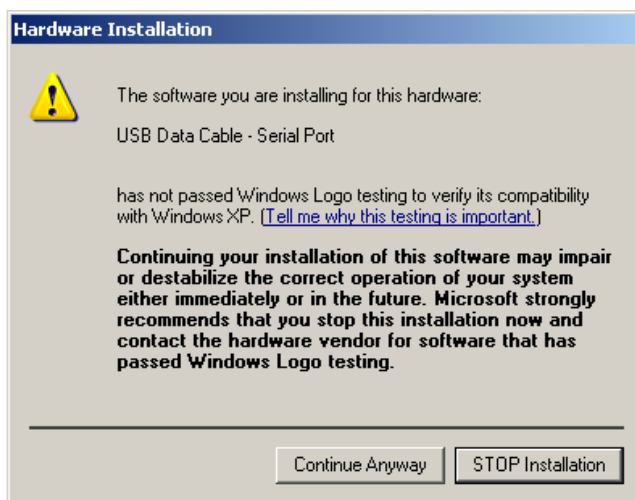 Hardware Installation
The software you are installing for this hardware:
USB Data Cable - Serial Port
has not passed Windows Logo testing to verify its compatibility
with Windows XP. (Tell me why this testing is important.)
Continuing your installation of this software may impair
or destabilize the correct operation of your system
either immediately or in the future. Microsoft strongly
recommends that you stop this installation now and
contact the hardware vendor for software that has
passed Windows Logo testing.
Continue Anyway
STOP Installation